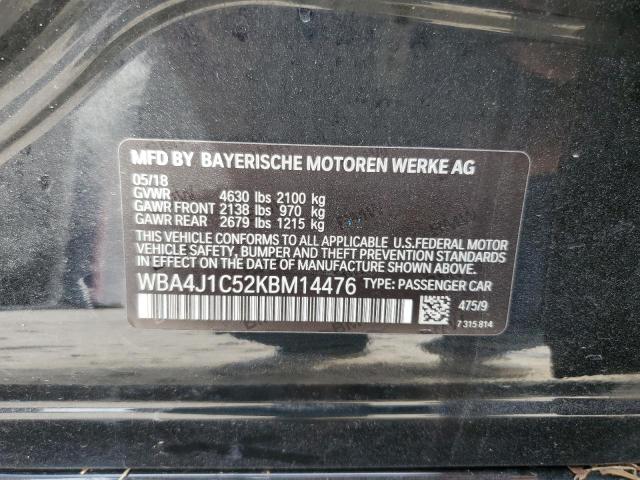 MFD BY BAYERISCHE MOTOREN WERKE AG
05/18
GVWR 4630 lbs 2100 kg
GAWR FRONT 2138 lbs 970 kg
GAWR REAR 2679 lbs 1215 kg
THIS VEHICLE CONFORMS TO ALL APPLICABLE U.S.FEDERAL MOTOR
VEHICLE SAFETY, BUMPER AND THEFT PREVENTION STANDARDS
IN EFFECT ON THE DATE OF MANUFACTURE SHOWN ABOVE.
WBA4J1C52KBM14476 TYPE: PASSENGER CAR
475/9
7 315 814